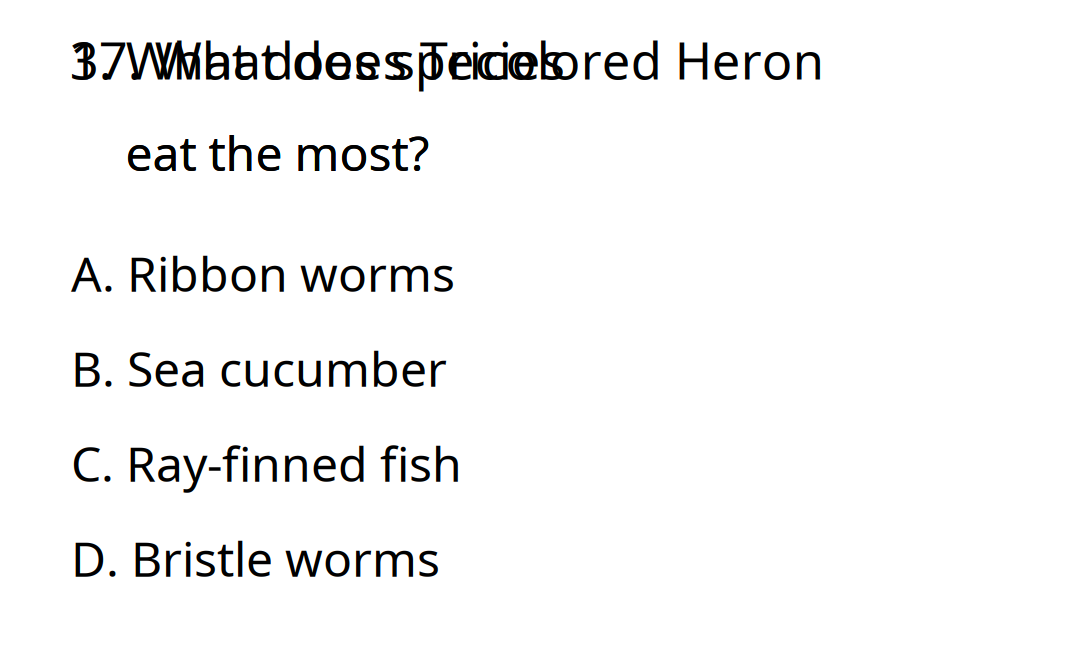 Heron
eat the most?
A. Ribbon worms
B. Sea cucumber
C. Ray-finned fish
D. Bristle worms